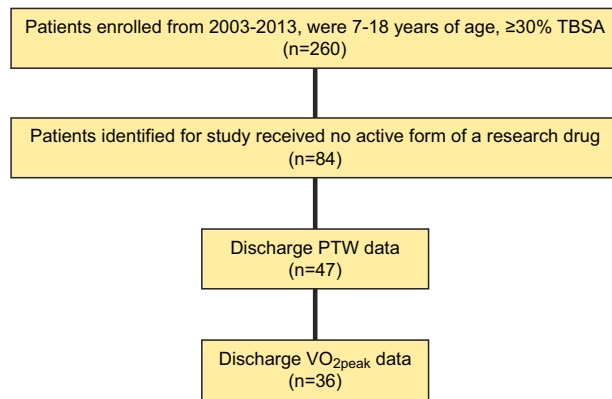 Patients enrolled from 2003-2013, were 7-18 years of age, ≥30% TBSA
(n=260)
Patients identified for study received no active form of a research drug
(n=84)
Discharge PTW data
(n=47)
Discharge VO2peak data
(n=36)